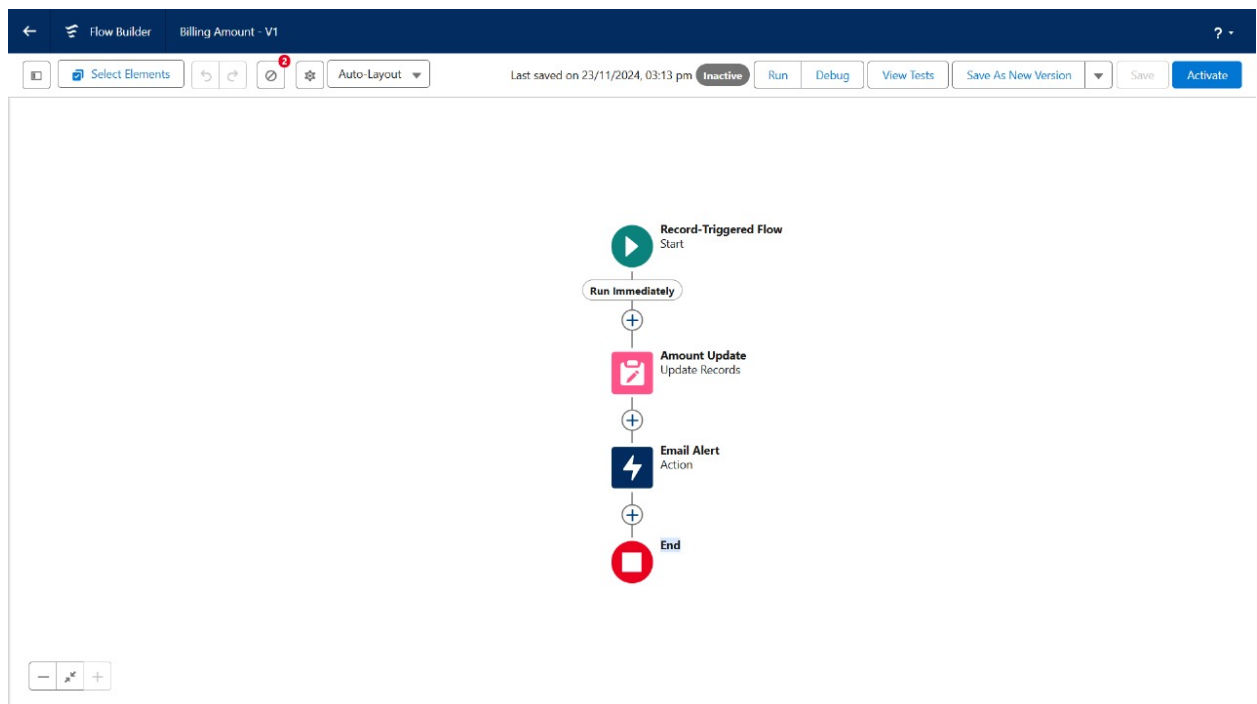 Flow Builder Billing Amount - V1 ?
Select Elements 2 Auto-Layout Last saved on 23/11/2024, 03:13 pm Inactive Run Debug View Tests Save As New Version Save Activate
Record-Triggered Flow
Start
Run Immediately
Amount Update
Update Records
Email Alert
Action
End